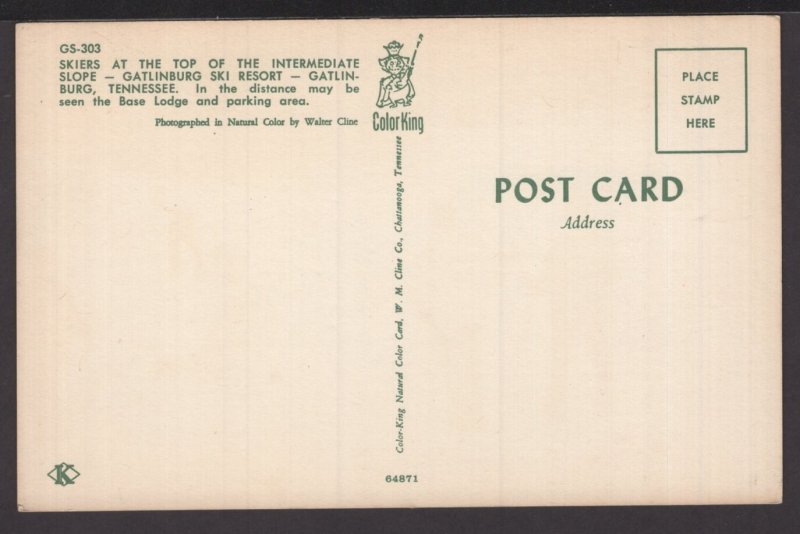 GS-303
SKIERS AT THE TOP OF THE INTERMEDIATE
SLOPE — GATLINBURG SKI RESORT — GATLIN-
BURG, TENNESSEE. In the distance may be
seen the Base Lodge and parking area.
Photographed in Natural Color by Walter Cline
Color King
Color-King Natural Color Card, W. M. Cline Co., Chattanooga, Tennessee
PLACE
STAMP
HERE
POST CARD
Address
K
64871